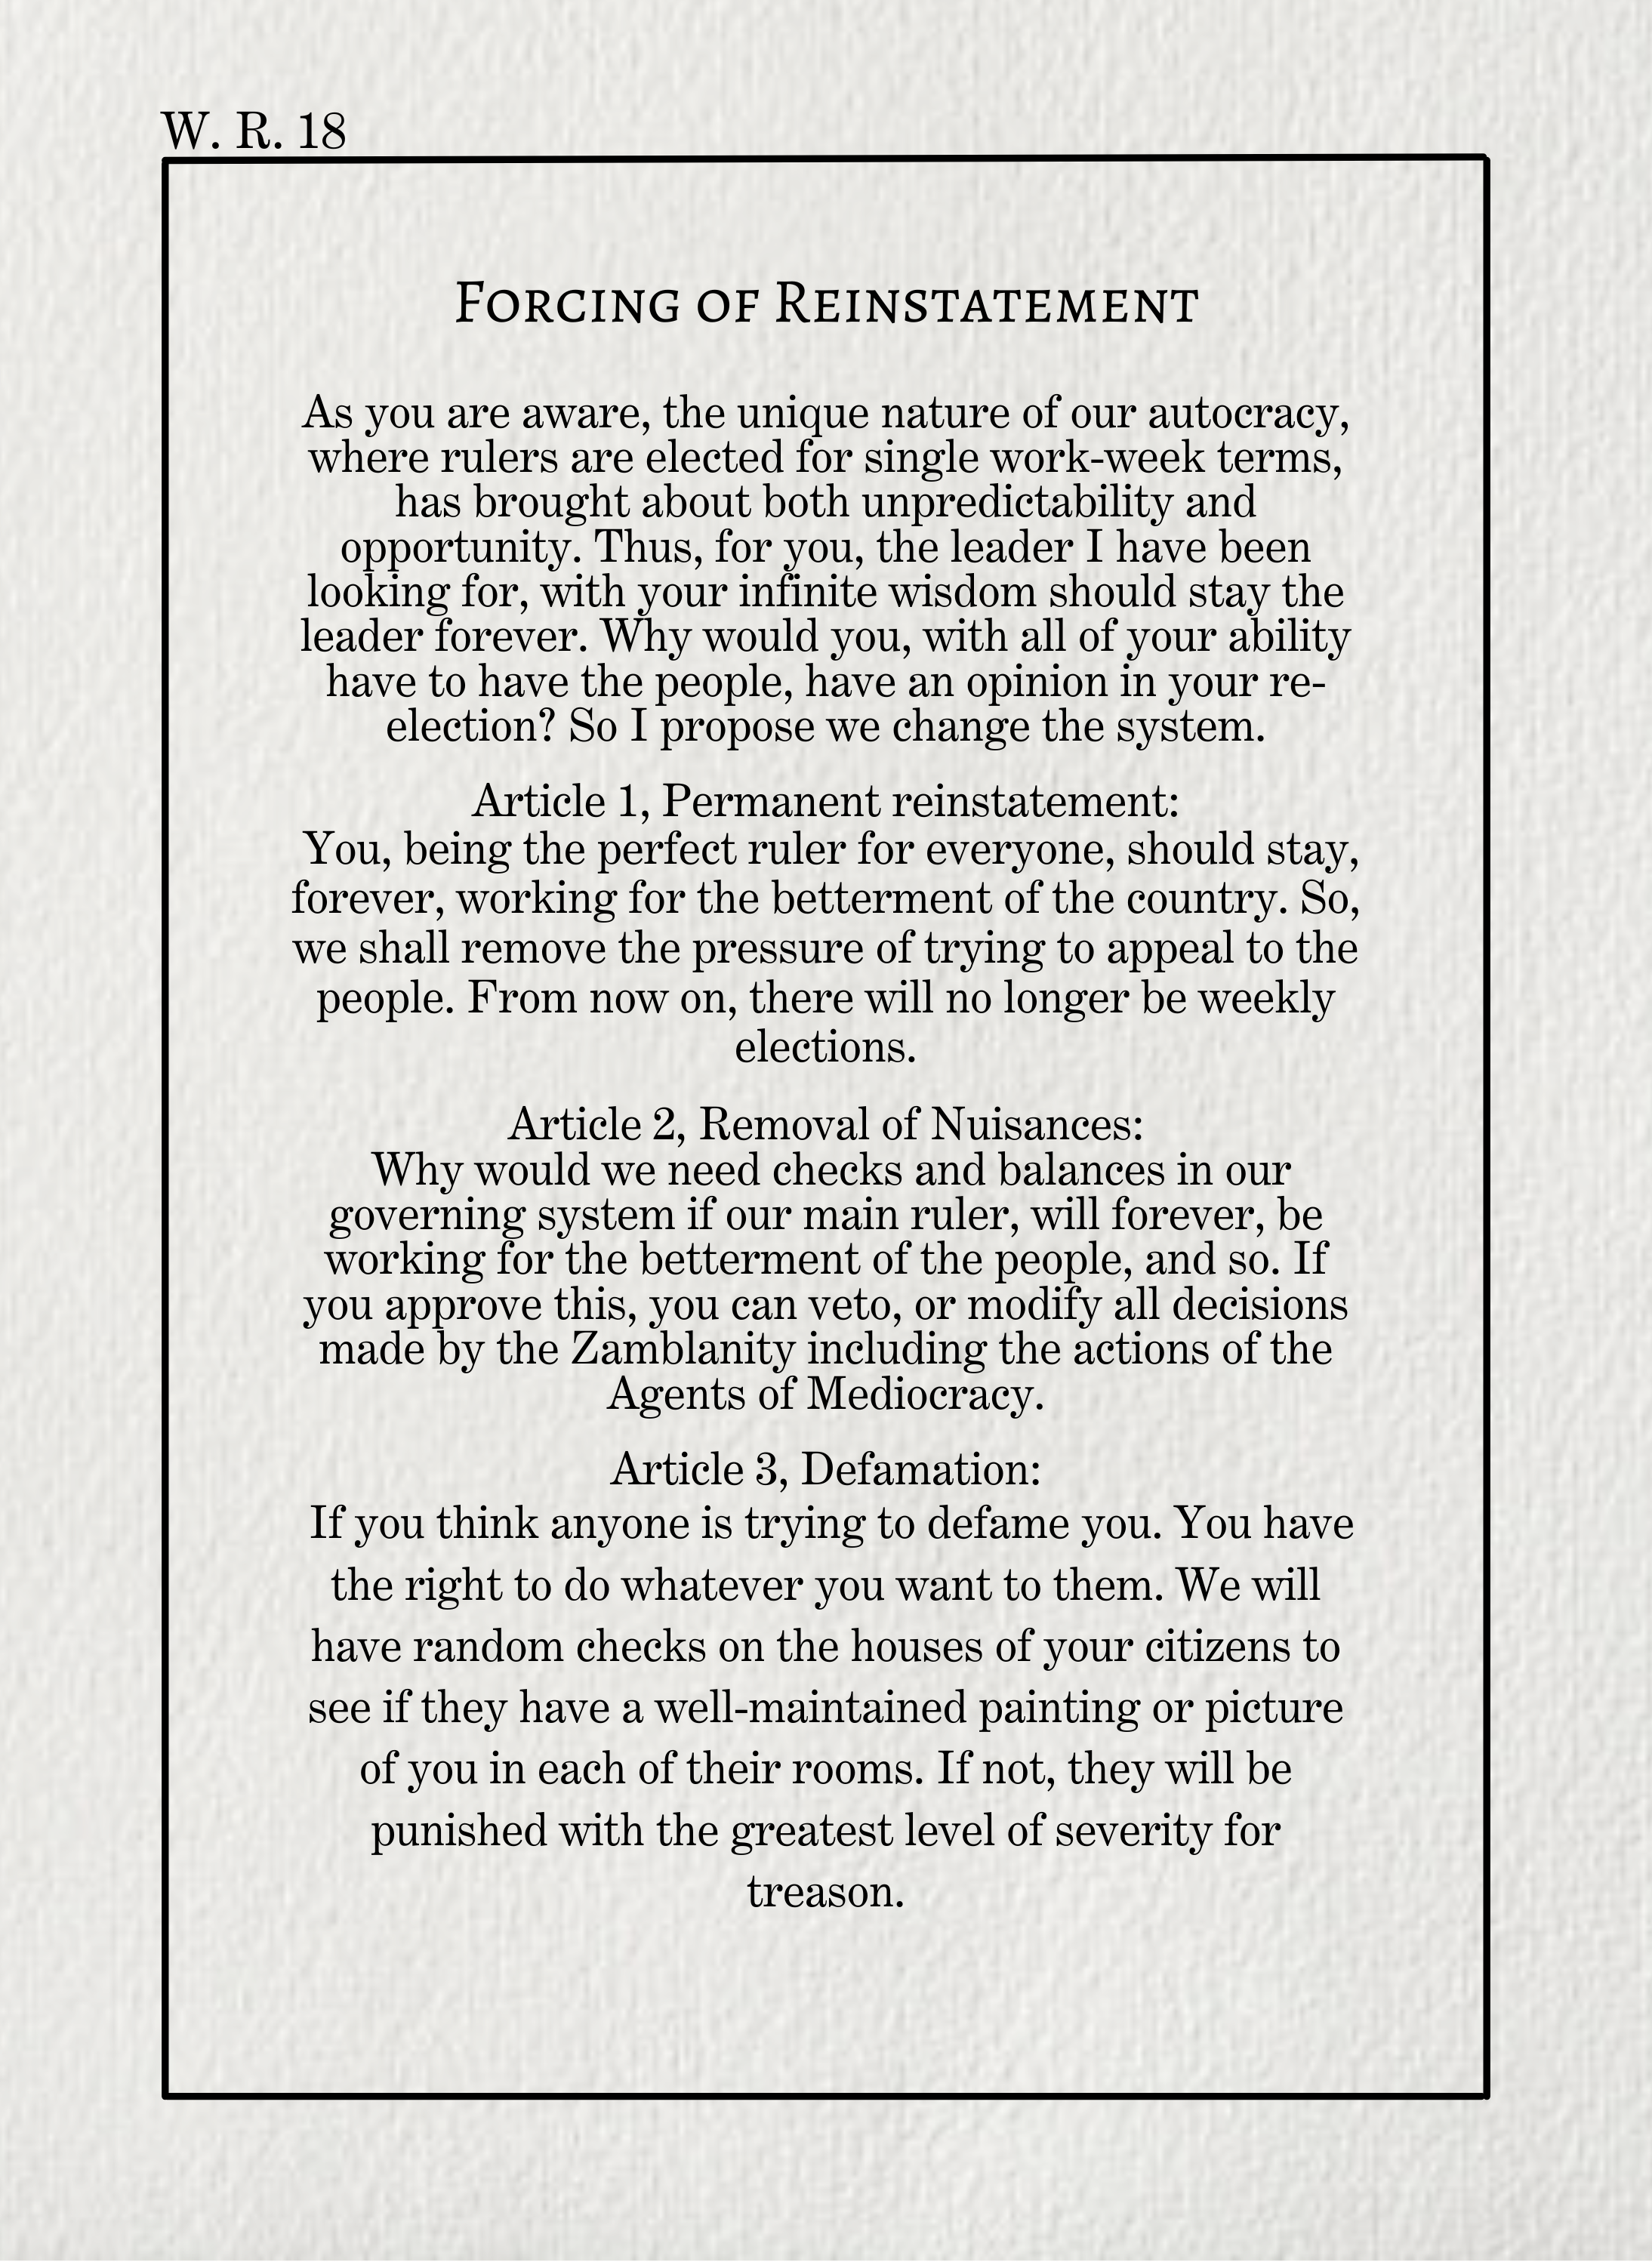 W. R. 18
Forcing of Reinstatement
As you are aware, the unique nature of our autocracy,
where rulers are elected for single work-week terms,
has brought about both unpredictability and
opportunity. Thus, for you, the leader I have been
looking for, with your infinite wisdom should stay the
leader forever. Why would you, with all of your ability
have to have the people, have an opinion in your re-
election? So I propose we change the system.
Article 1, Permanent reinstatement:
You, being the perfect ruler for everyone, should stay,
forever, working for the betterment of the country. So,
we shall remove the pressure of trying to appeal to the
people. From now on, there will no longer be weekly
elections.
Article 2, Removal of Nuisances:
Why would we need checks and balances in our
governing system if our main ruler, will forever, be
working for the betterment of the people, and so. If
you approve this, you can veto, or modify all decisions
made by the Zamblanity including the actions of the
Agents of Mediocracy.
Article 3, Defamation:
If you think anyone is trying to defame you. You have
the right to do whatever you want to them. We will
have random checks on the houses of your citizens to
see if they have a well-maintained painting or picture
of you in each of their rooms. If not, they will be
punished with the greatest level of severity for
treason.